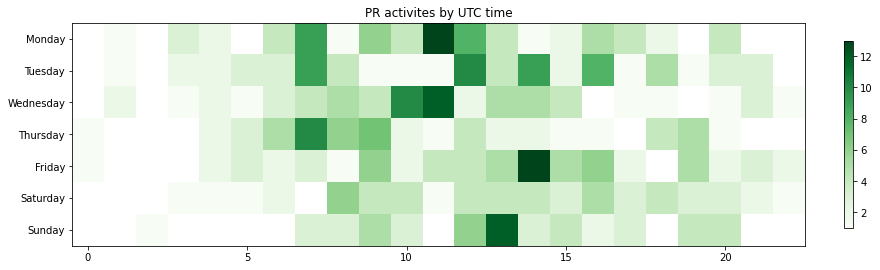 PR activites by UTC time
Monday
Tuesday
Wednesday
Thursday
Friday
Saturday
Sunday
0 5 10 15 20
12
10
8
6
4
2